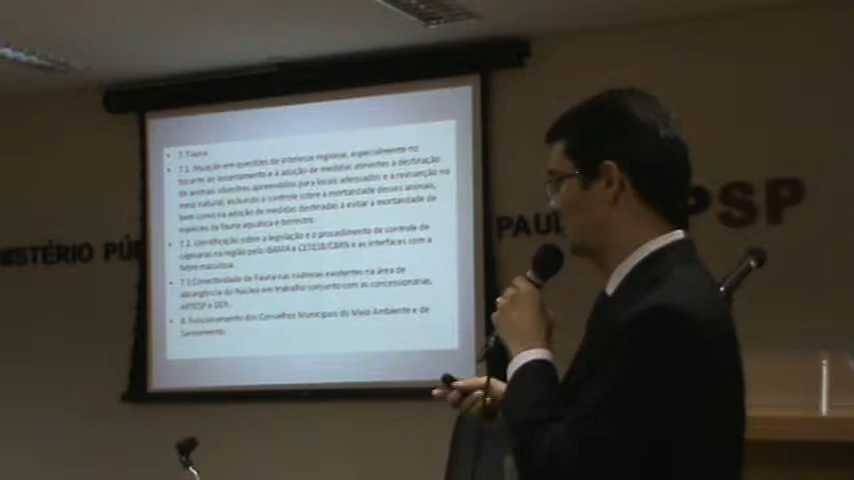 7. Fauna
7.1. Atuação em questões de interesse regional, especialmente no
tocante ao levantamento e à adoção de medidas atinentes à destinação
de animais silvestres apreendidos para locais adequados e a reinserção no
meio natural, incluindo o controle sobre a mortandade desses animais,
bem como na adoção de medidas destinadas a evitar a mortandade de
espécies da fauna aquática e terrestre.
7.2. Identificação sobre a legislação e o procedimento de controle de
capivaras na região pelo IBAMA e CETESB/CBRN e as interfaces com a
febre maculosa.
7.3 Conectividade de Fauna nas rodovias existentes na área de
abrangência do Núcleo em trabalho conjunto com as concessionárias,
ARTESP e DER.
8. Funcionamento dos Conselhos Municipais do Meio Ambiente e de
Saneamento.
NISTÉRIO PÚB
PAUL
PSP